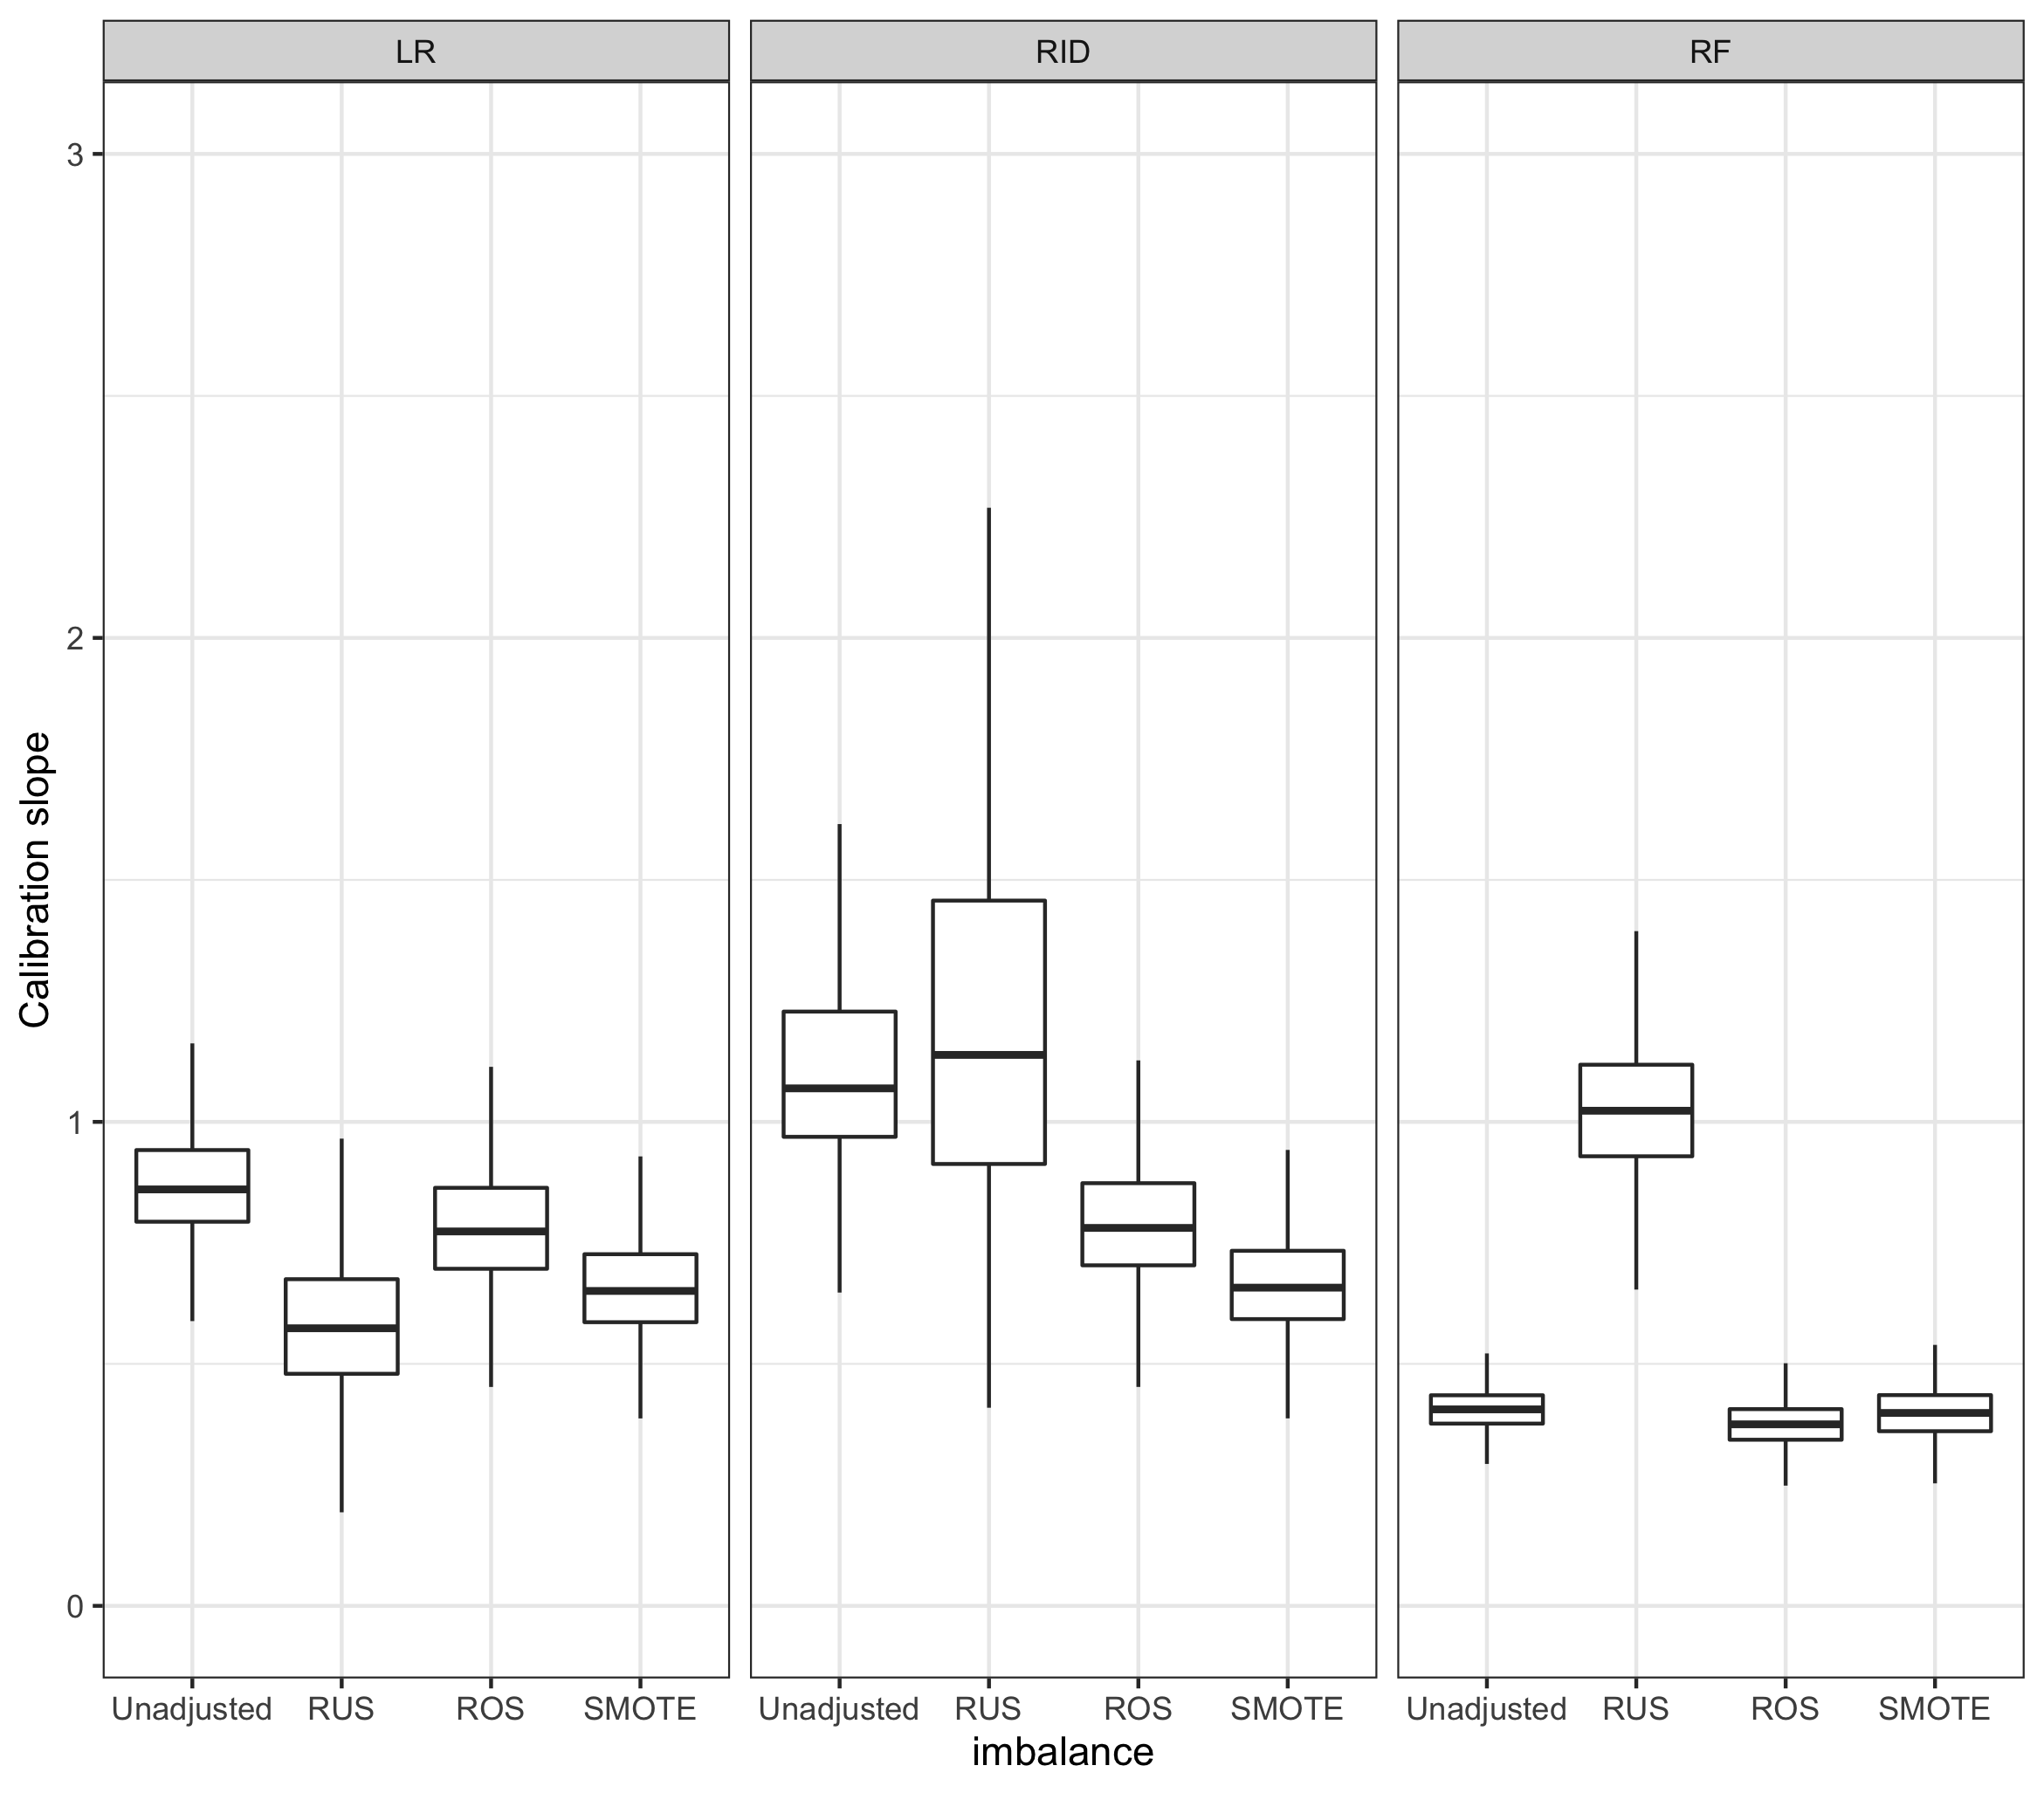 LR RID RF
3
2
1
0
Calibration slope
Unadjusted RUS ROS SMOTE Unadjusted RUS ROS SMOTE Unadjusted RUS ROS SMOTE
imbalance